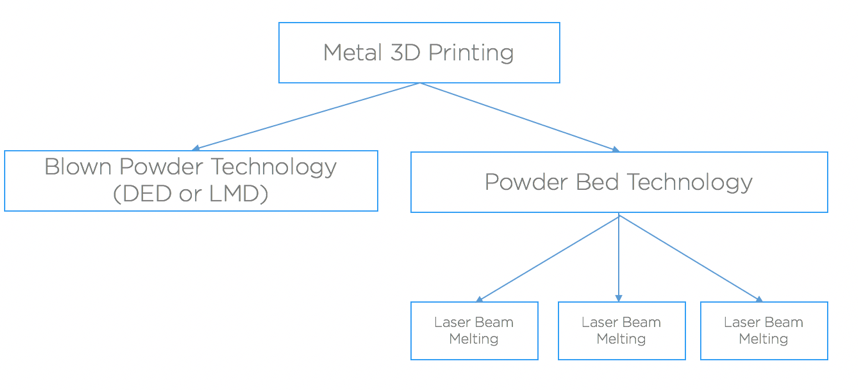 Metal 3D Printing
Blown Powder Technology
(DED or LMD)
Powder Bed Technology
Laser Beam
Melting
Laser Beam
Melting
Laser Beam
Melting